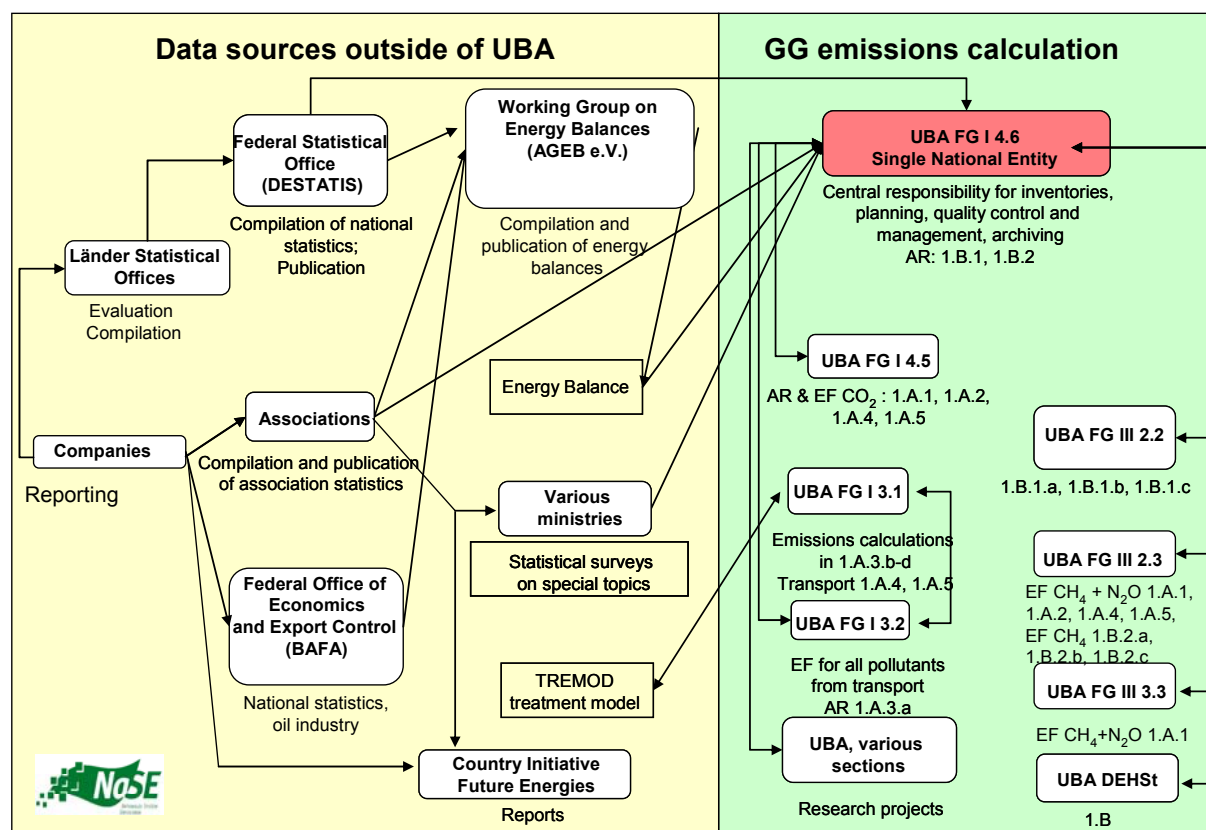 Data sources outside of UBA
GG emissions calculation
Federal Statistical
Office
(DESTATIS)
Compilation of national
statistics;
Publication
Working Group on
Energy Balances
(AGEB e.V.)
Compilation and
publication of energy
balances
Länder Statistical
Offices
Evaluation
Compilation
Energy Balance
Associations
Compilation and publication
of association statistics
Companies
Reporting
Various
ministries
Statistical surveys
on special topics
Federal Office of
Economics
and Export Control
(BAFA)
National statistics,
oil industry
TREMOD
treatment model
Country Initiative
Future Energies
Reports
NaSE
UBA FG I 4.6
Single National Entity
Central responsibility for inventories,
planning, quality control and
management, archiving
AR: 1.B.1, 1.B.2
UBA FG I 4.5
AR & EF CO2 : 1.A.1, 1.A.2,
1.A.4, 1.A.5
UBA FG I 3.1
Emissions calculations
in 1.A.3.b-d
Transport 1.A.4, 1.A.5
UBA FG I 3.2
EF for all pollutants
from transport
AR 1.A.3.a
UBA, various
sections
Research projects
UBA FG III 2.2
1.B.1.a, 1.B.1.b, 1.B.1.c
UBA FG III 2.3
EF CH4 + N2O 1.A.1,
1.A.2, 1.A.4, 1.A.5,
EF CH4 1.B.2.a,
1.B.2.b, 1.B.2.c
UBA FG III 3.3
EF CH4+N2O 1.A.1
UBA DEHSt
1.B